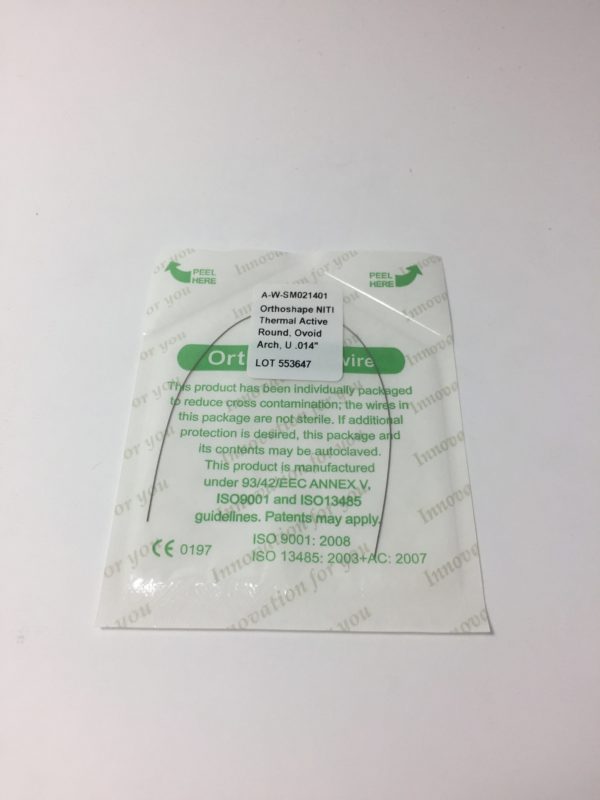 PEEL
HERE
PEEL
HERE
A-W-SM021401
Orthoshape NITI
Thermal Active
Round, Ovoid
Arch, U .014"
LOT 553647
Ort
wire
This product has been individually packaged
to reduce cross contamination; the wires in
this package are not sterile. If additional
protection is desired, this package and
its contents may be autoclaved.
This product is manufactured
under 93/42/EEC ANNEX V,
ISO9001 and ISO13485
guidelines. Patents may apply.
CE 0197
ISO 9001: 2008
ISO 13485: 2003+AC: 2007
Innovation for you